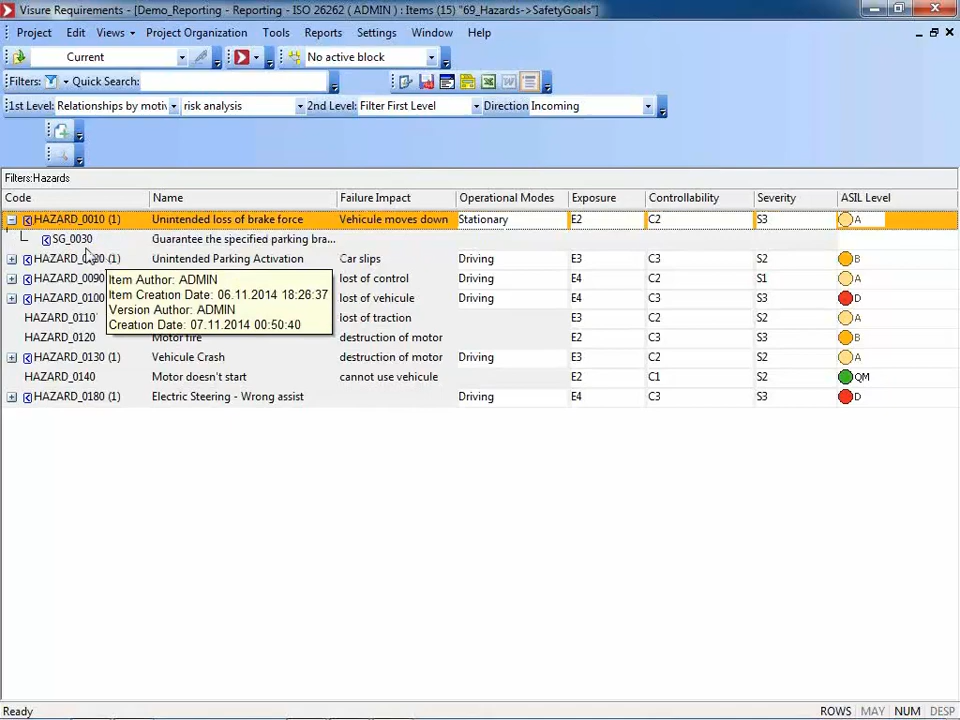 Visure Requirements - [Demo_Reporting - Reporting - ISO 26262 ( ADMIN ) : Items (15) "69_Hazards->SafetyGoals"]
Project Edit Views Project Organization Tools Reports Settings Window Help
Current No active block
Filters: Quick Search:
1st Level: Relationships by motiv risk analysis 2nd Level: Filter First Level Direction Incoming
Filters:Hazards
Code Name Failure Impact Operational Modes Exposure Controllability Severity ASIL Level
HAZARD_0010 (1) Unintended loss of brake force Vehicule moves down Stationary E2 C2 S3 A
SG_0030 Guarantee the specified parking bra...
(1) Unintended Parking Activation Car slips Driving E3 C3 S2 B
HAZARD_0090 lost of control Driving E4 C2 S1 A
HAZARD_0100 lost of vehicule Driving E4 C3 S3 D
HAZARD_0110 lost of traction E3 C2 S2 A
HAZARD_0120 Motor fire destruction of motor E2 C3 S3 B
HAZARD_0130 (1) Vehicule Crash destruction of motor Driving E3 C2 S2 A
HAZARD_0140 Motor doesn't start cannot use vehicule E2 C1 S2 QM
HAZARD_0180 (1) Electric Steering - Wrong assist Driving E4 C3 S3 D
Item Author: ADMIN
Item Creation Date: 06.11.2014 18:26:37
Version Author: ADMIN
Creation Date: 07.11.2014 00:50:40
Ready ROWS MAY NUM DESP